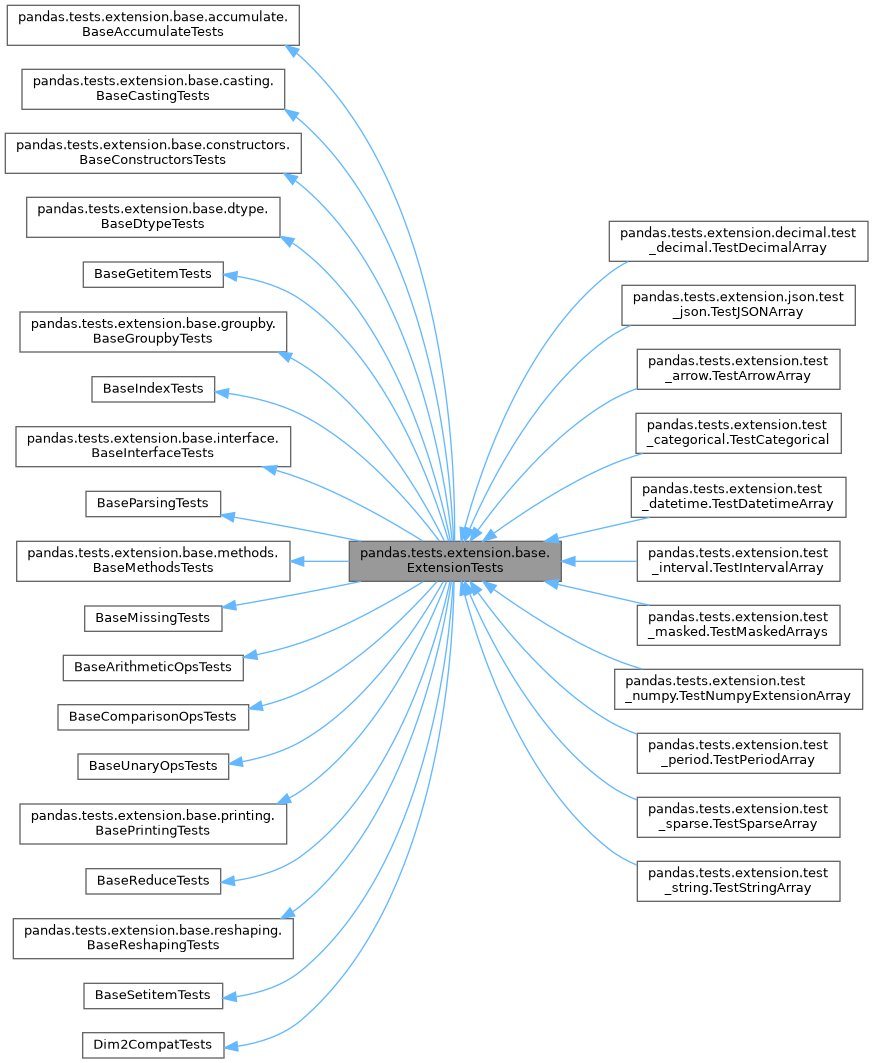 pandas.tests.extension.base.accumulate.
BaseAccumulateTests
pandas.tests.extension.base.casting.
BaseCastingTests
pandas.tests.extension.base.constructors.
BaseConstructorsTests
pandas.tests.extension.base.dtype.
BaseDtypeTests
BaseGetitemTests
pandas.tests.extension.base.groupby.
BaseGroupbyTests
BaseIndexTests
pandas.tests.extension.base.interface.
BaseInterfaceTests
BaseParsingTests
pandas.tests.extension.base.methods.
BaseMethodsTests
BaseMissingTests
BaseArithmeticOpsTests
BaseComparisonOpsTests
BaseUnaryOpsTests
pandas.tests.extension.base.printing.
BasePrintingTests
BaseReduceTests
pandas.tests.extension.base.reshaping.
BaseReshapingTests
BaseSetitemTests
Dim2CompatTests
pandas.tests.extension.base.
ExtensionTests
pandas.tests.extension.decimal.test
_decimal.TestDecimalArray
pandas.tests.extension.json.test
_json.TestJSONArray
pandas.tests.extension.test
_arrow.TestArrowArray
pandas.tests.extension.test
_categorical.TestCategorical
pandas.tests.extension.test
_datetime.TestDatetimeArray
pandas.tests.extension.test
_interval.TestIntervalArray
pandas.tests.extension.test
_masked.TestMaskedArrays
pandas.tests.extension.test
_numpy.TestNumpyExtensionArray
pandas.tests.extension.test
_period.TestPeriodArray
pandas.tests.extension.test
_sparse.TestSparseArray
pandas.tests.extension.test
_string.TestStringArray